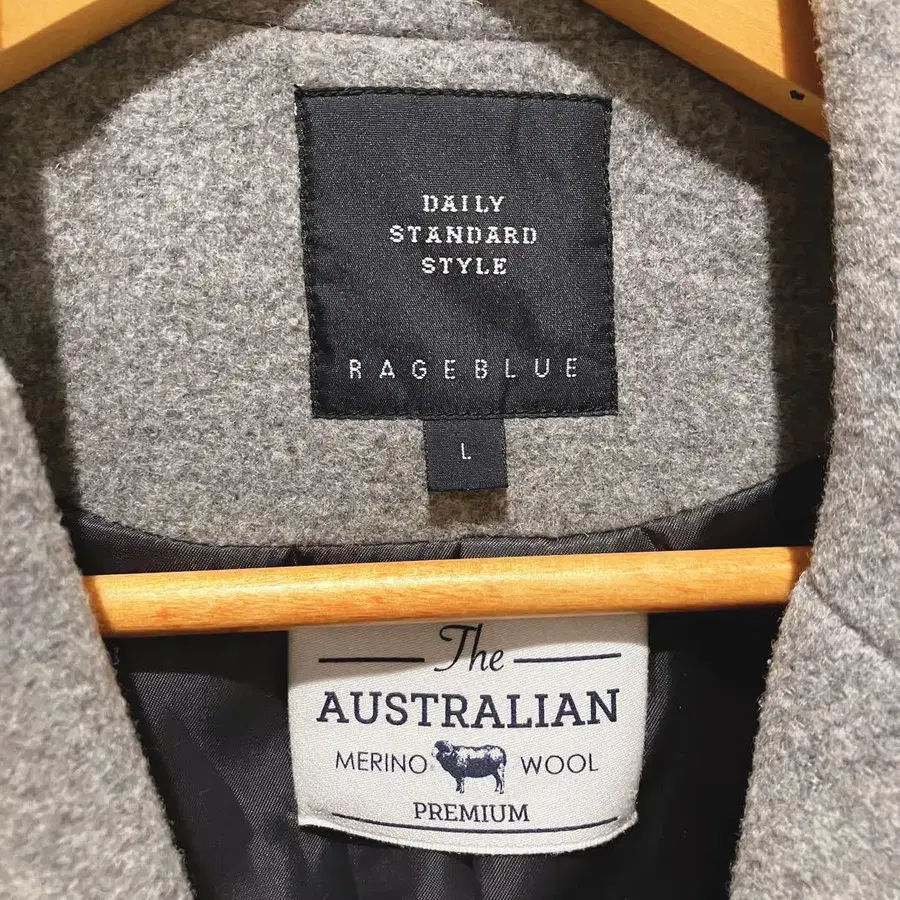 DAILY
STANDARD
STYLE
RAGEBLUE
L
The
AUSTRALIAN
MERINO WOOL
PREMIUM